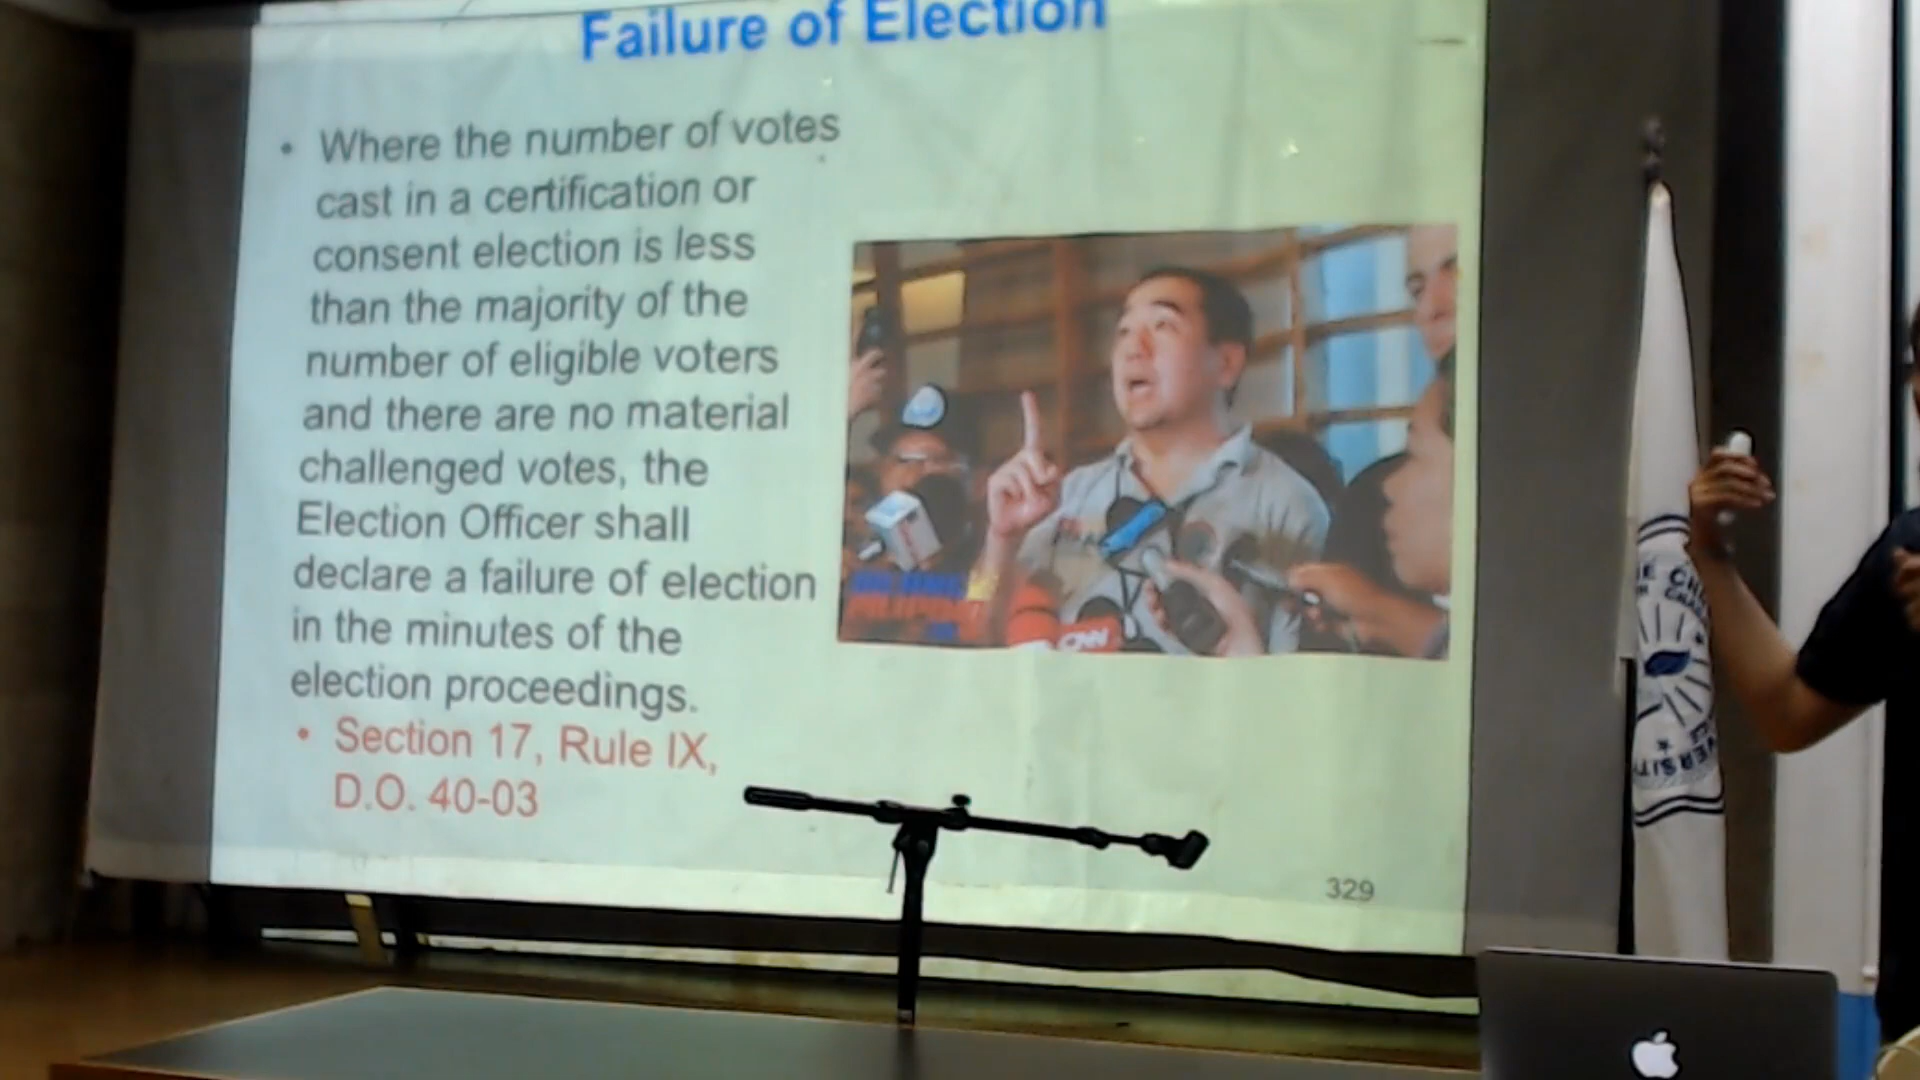 Failure of Election
• Where the number of votes
cast in a certification or
consent election is less
than the majority of the
number of eligible voters
and there are no material
challenged votes, the
Election Officer shall
declare a failure of election
in the minutes of the
election proceedings.
• Section 17, Rule IX,
D.O. 40-03
CNN
329